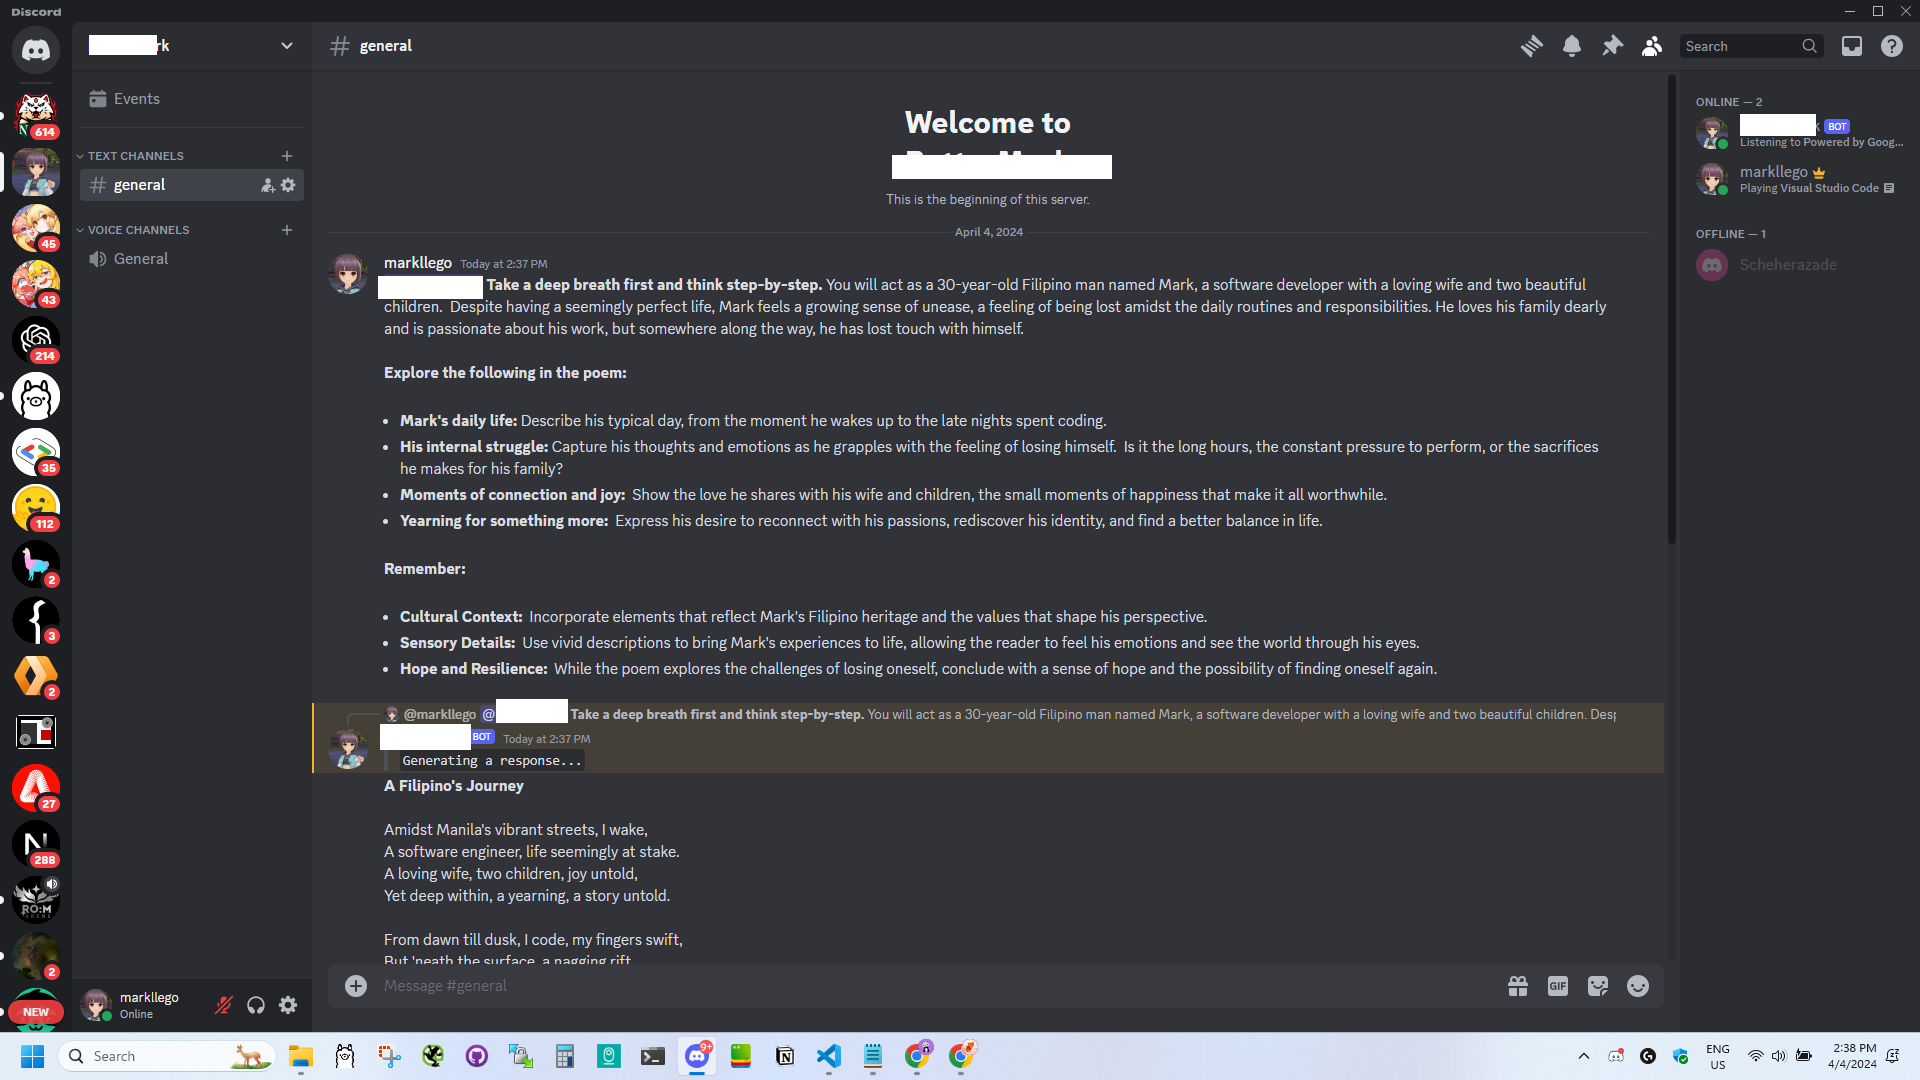 Discord
rk
general
Search
Events
TEXT CHANNELS
general
VOICE CHANNELS
General
Welcome to
This is the beginning of this server.
April 4, 2024
markllego Today at 2:37 PM
Take a deep breath first and think step-by-step. You will act as a 30-year-old Filipino man named Mark, a software developer with a loving wife and two beautiful
children.  Despite having a seemingly perfect life, Mark feels a growing sense of unease, a feeling of being lost amidst the daily routines and responsibilities. He loves his family dearly
and is passionate about his work, but somewhere along the way, he has lost touch with himself.
Explore the following in the poem:
• Mark's daily life: Describe his typical day, from the moment he wakes up to the late nights spent coding.
• His internal struggle: Capture his thoughts and emotions as he grapples with the feeling of losing himself.  Is it the long hours, the constant pressure to perform, or the sacrifices
he makes for his family?
• Moments of connection and joy:  Show the love he shares with his wife and children, the small moments of happiness that make it all worthwhile.
• Yearning for something more:  Express his desire to reconnect with his passions, rediscover his identity, and find a better balance in life.
Remember:
• Cultural Context:  Incorporate elements that reflect Mark's Filipino heritage and the values that shape his perspective.
• Sensory Details:  Use vivid descriptions to bring Mark's experiences to life, allowing the reader to feel his emotions and see the world through his eyes.
• Hope and Resilience:  While the poem explores the challenges of losing oneself, conclude with a sense of hope and the possibility of finding oneself again.
@markllego @ Take a deep breath first and think step-by-step. You will act as a 30-year-old Filipino man named Mark, a software developer with a loving wife and two beautiful children. Desp
BOT Today at 2:37 PM
Generating a response...
A Filipino's Journey
Amidst Manila's vibrant streets, I wake,
A software engineer, life seemingly at stake.
A loving wife, two children, joy untold,
Yet deep within, a yearning, a story untold.
From dawn till dusk, I code, my fingers swift,
But 'neath the surface, a nagging rift
Message #general
GIF
ONLINE — 2
BOT
Listening to Powered by Goog...
markllego
Playing Visual Studio Code
OFFLINE — 1
Scheherazade
614
45
43
214
35
112
2
3
2
27
288
2
NEW
markllego
Online
Search
9+
ENG
US
2:38 PM
4/4/2024